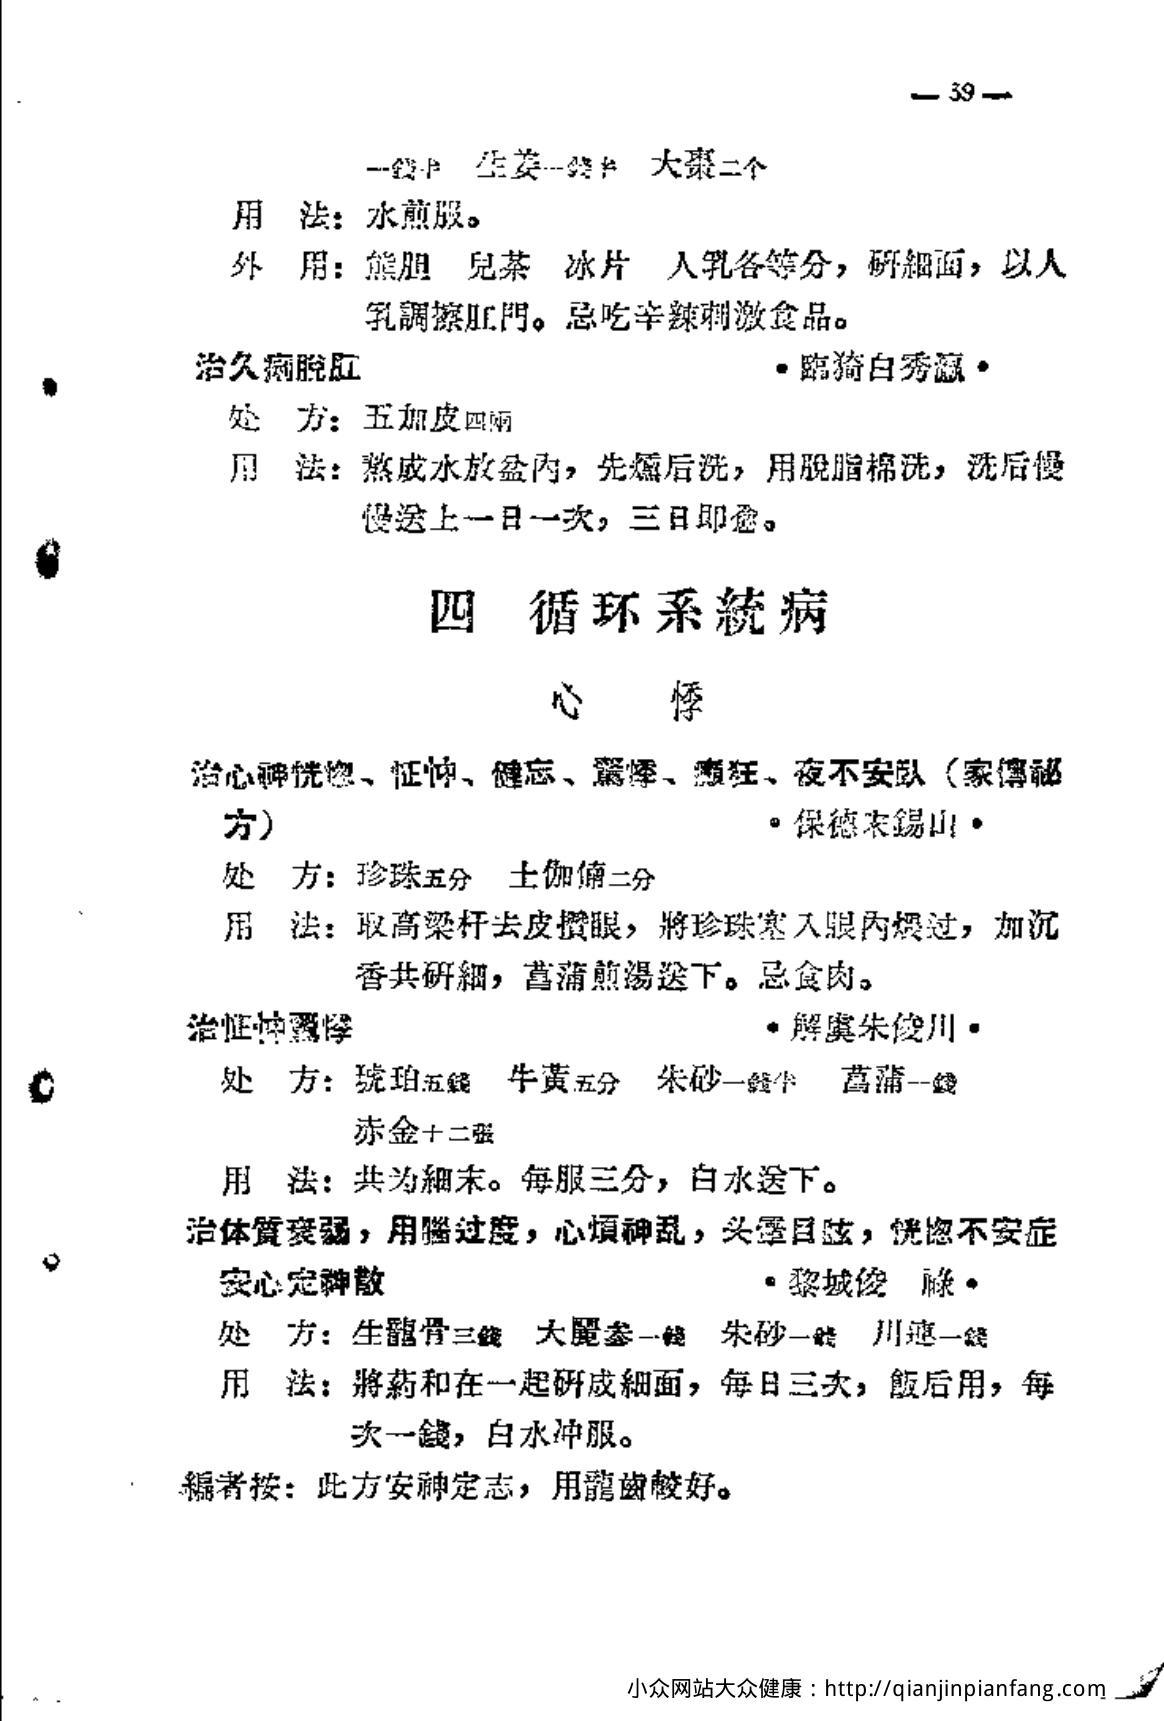 — 39 —
一錢半　生姜一錢半　大棗二个
用　法：水煎服。
外　用：熊胆　兒茶　冰片　人乳各等分，研細面，以人
乳調擦肛門。忌吃辛辣刺激食品。
治久病脫肛　•臨猗白秀瀛•
处　方：五加皮四兩
用　法：熬成水放盆內，先燻后洗，用脫脂棉洗，洗后慢
慢送上一日一次，三日即愈。
四　循环系統病
心　悸
治心神恍惚、怔忡、健忘、驚悸、癲狂、夜不安臥（家傳祕
方）　•保德宋錫山•
处　方：珍珠五分　土伽俑二分
用　法：取高梁杆去皮攢眼，將珍珠塞入眼內煨过，加沉
香共研細，菖蒲煎湯送下。忌食肉。
治怔忡驚悸　•解虞朱俊川•
处　方：琥珀五錢　牛黃五分　朱砂一錢半　菖蒲一錢
赤金十二張
用　法：共为細末。每服三分，白水送下。
治体質衰弱，用腦过度，心煩神乱，头暈目眩，恍惚不安症
安心定神散　•黎城俊　祿•
处　方：生龍骨三錢　大麗参一錢　朱砂一錢　川連一錢
用　法：將葯和在一起研成細面，每日三次，飯后用，每
次一錢，白水冲服。
編者按：此方安神定志，用龍齒較好。
小众网站大众健康：http://qianjinpianfang.com